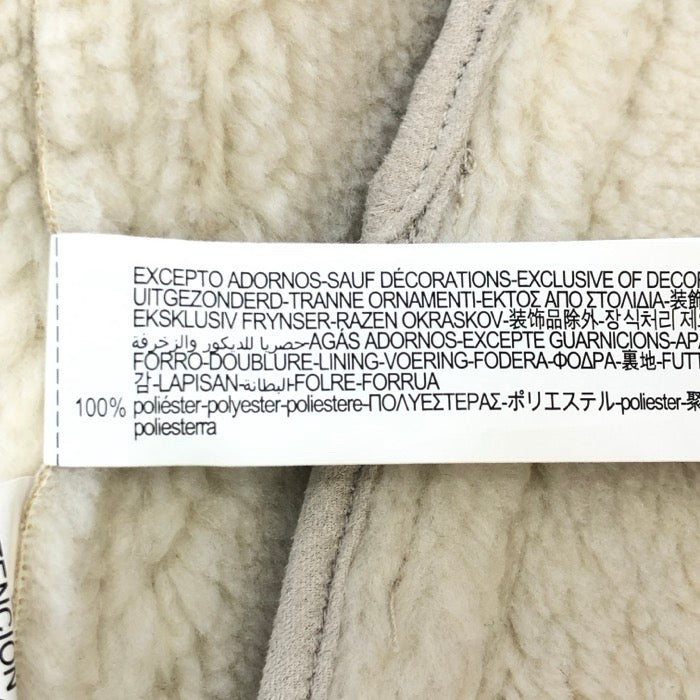 EXCEPTO ADORNOS-SAUF DÉCORATIONS-EXCLUSIVE OF DECOR
UITGEZONDERD-TRANNE ORNAMENTI-ΕΚΤΟΣ ΑΠΟ ΣΤΟΛΙΔΙΑ-装飾
EKSKLUSIV FRYNSER-RAZEN OKRASKOV-装饰品除外-장식처리 제
حصريا للديكور والزخرفة-AGÁS ADORNOS-EXCEPTE GUARNICIONS-APA
FORRO-DOUBLURE-LINING-VOERING-FODERA-ΦΟΔΡΑ-裏地-FUTT
감-LAPISAN-البطانة-FOLRE-FORRUA
100% poliéster-polyester-poliestere-ΠΟΛΥΕΣΤΕΡΑΣ-ポリエステル-poliester-聚
poliesterra
TENCIÓN